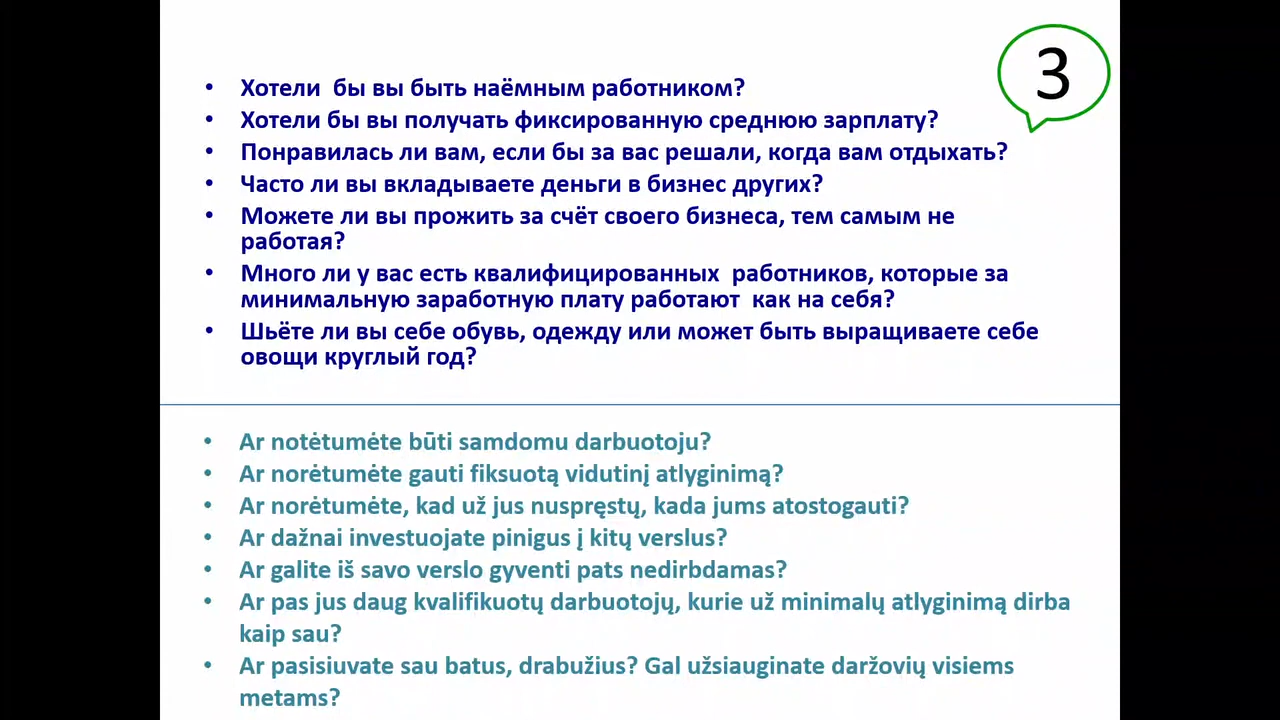 3
• Хотели бы вы быть наёмным работником?
• Хотели бы вы получать фиксированную среднюю зарплату?
• Понравилась ли вам, если бы за вас решали, когда вам отдыхать?
• Часто ли вы вкладываете деньги в бизнес других?
• Можете ли вы прожить за счёт своего бизнеса, тем самым не
работая?
• Много ли у вас есть квалифицированных работников, которые за
минимальную заработную плату работают как на себя?
• Шьёте ли вы себе обувь, одежду или может быть выращиваете себе
овощи круглый год?
• Ar notėtumėte būti samdomu darbuotoju?
• Ar norėtumėte gauti fiksuotą vidutinį atlyginimą?
• Ar norėtumėte, kad už jus nuspręstų, kada jums atostogauti?
• Ar dažnai investuojate pinigus į kitų verslus?
• Ar galite iš savo verslo gyventi pats nedirbdamas?
• Ar pas jus daug kvalifikuotų darbuotojų, kurie už minimalų atlyginimą dirba
kaip sau?
• Ar pasisiuvate sau batus, drabužius? Gal užsiauginate daržovių visiems
metams?